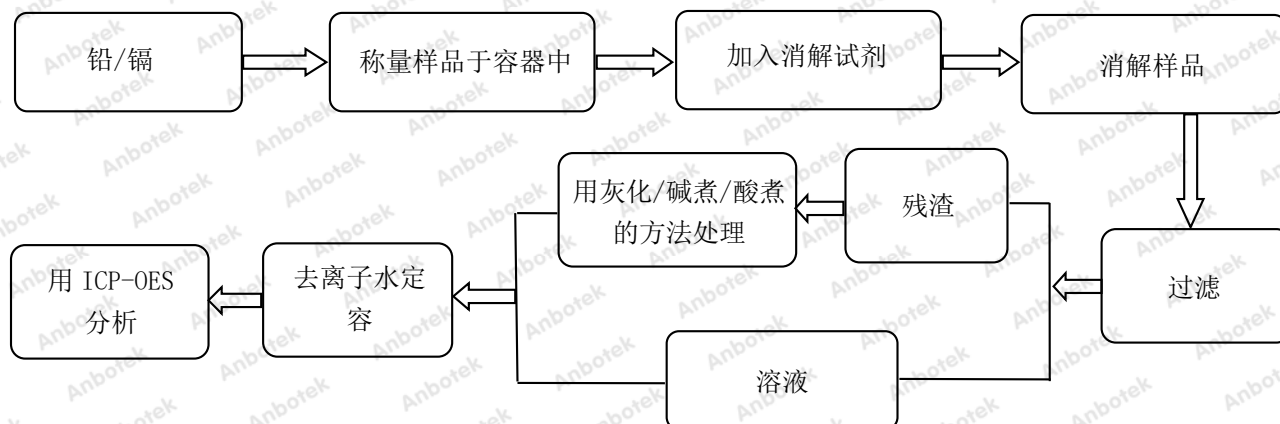 铅/镉
称量样品于容器中
加入消解试剂
消解样品
过滤
残渣
用灰化/碱煮/酸煮
的方法处理
溶液
去离子水定
容
用 ICP-OES
分析
Anbotek